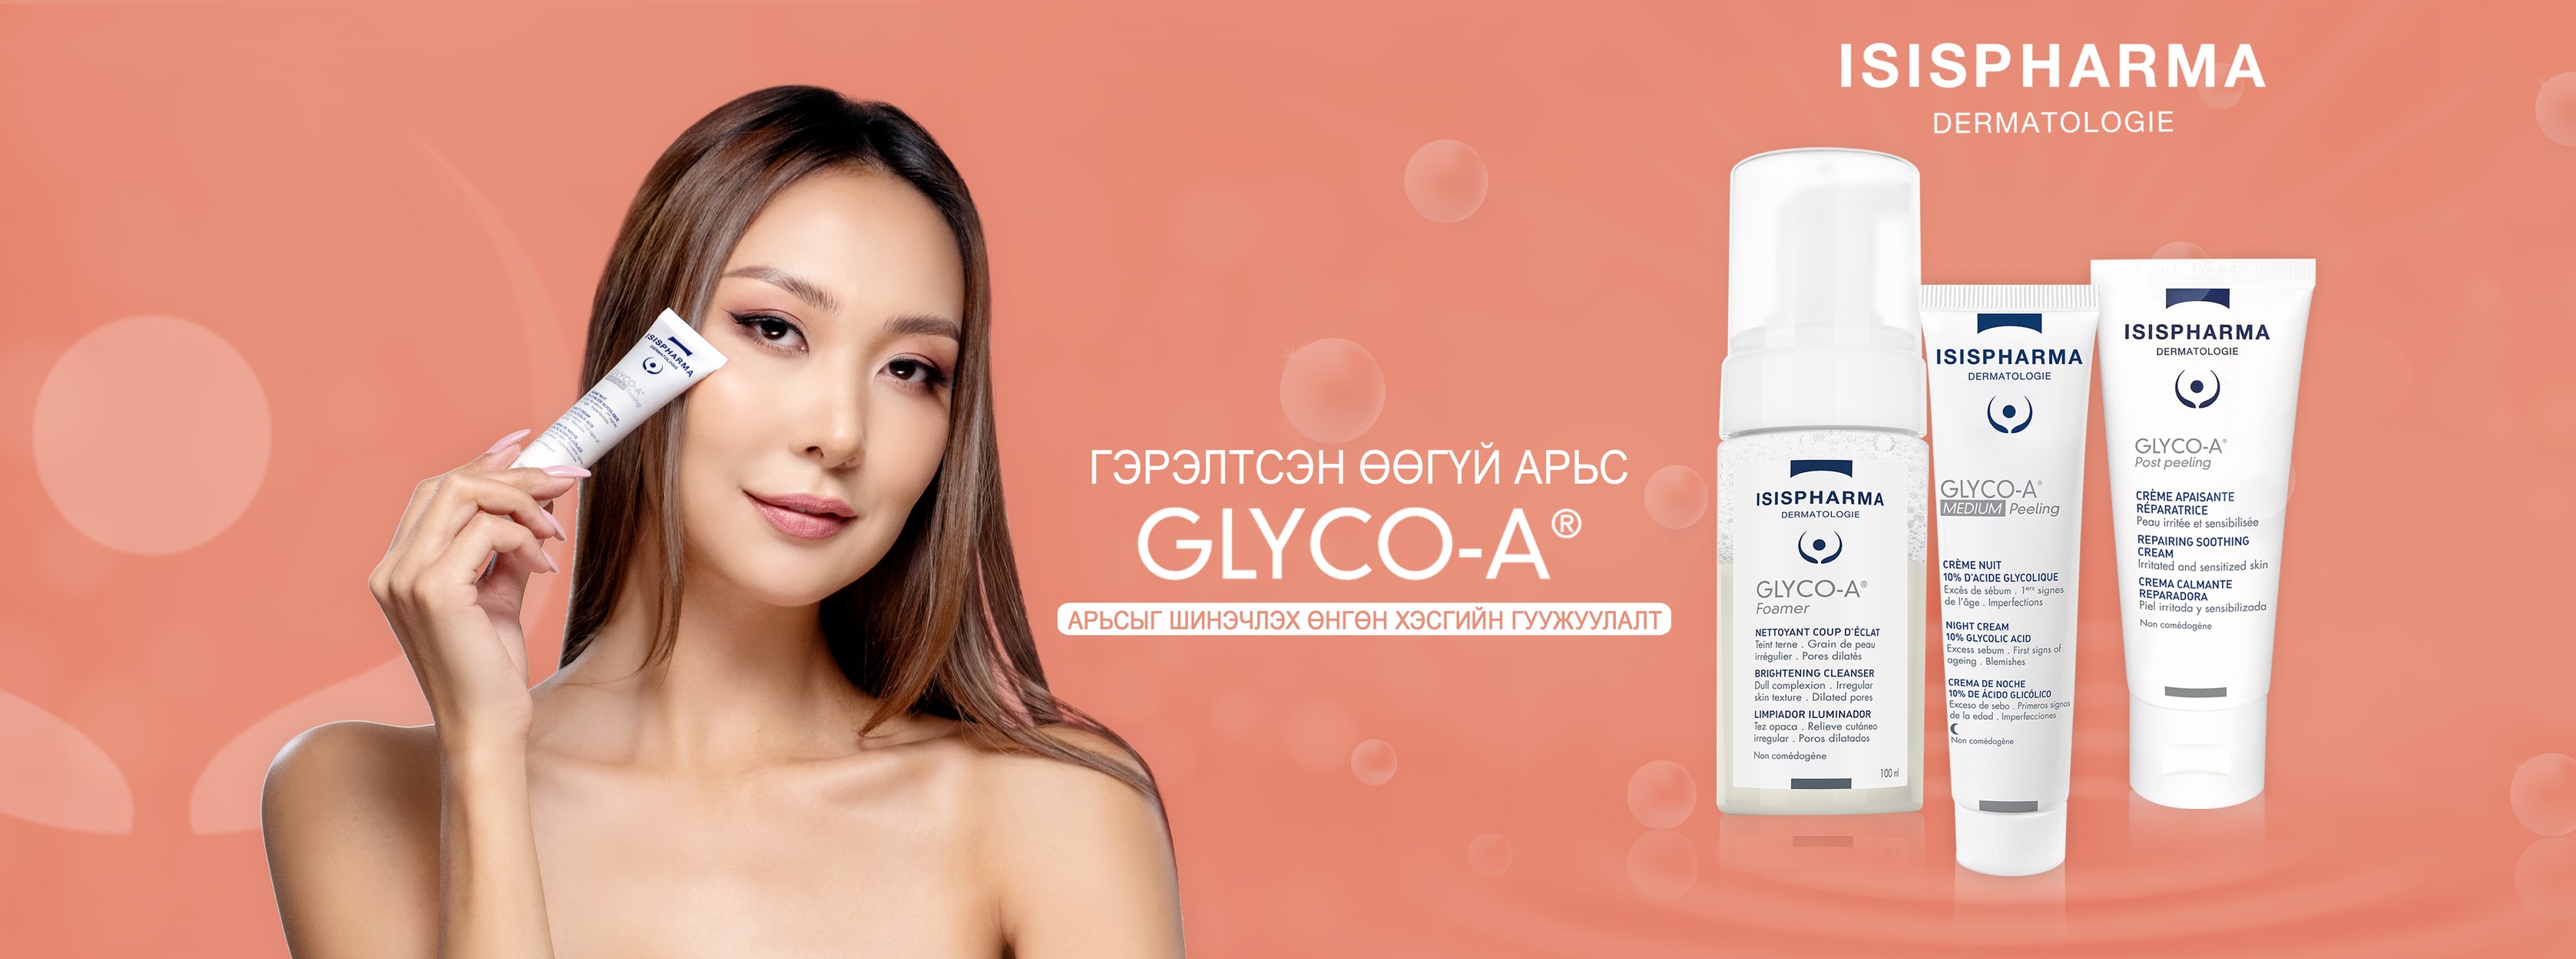 ISISPHARMA
DERMATOLOGIE
ISISPHARMA
DERMATOLOGIE
GLYCO-A®
ГЭРЭЛТСЭН ӨӨГҮЙ АРЬС
GLYCO-A®
АРЬСЫГ ШИНЭЧЛЭХ ӨНГӨН ХЭСГИЙН ГУУЖУУЛАЛТ
ISISPHARMA
DERMATOLOGIE
GLYCO-A®
Foamer
NETTOYANT COUP D'ÉCLAT
Teint terne . Grain de peau
irrégulier . Pores dilatés
BRIGHTENING CLEANSER
Dull complexion . Irregular
skin texture . Dilated pores
LIMPIADOR ILUMINADOR
Tez opaca . Relieve cutáneo
irregular . Poros dilatados
Non comédogène
100 ml
ISISPHARMA
DERMATOLOGIE
GLYCO-A®
MEDIUM Peeling
CRÈME NUIT
10% D'ACIDE GLYCOLIQUE
Excès de sébum . 1ers signes
de l'âge . Imperfections
NIGHT CREAM
10% GLYCOLIC ACID
Excess sebum . First signs of
ageing . Blemishes
CREMA DE NOCHE
10% DE ÁCIDO GLICÓLICO
Exceso de sebo . Primeros signos
de la edad . Imperfecciones
Non comédogène
ISISPHARMA
DERMATOLOGIE
GLYCO-A®
Post peeling
CRÈME APAISANTE
RÉPARATRICE
Peau irritée et sensibilisée
REPAIRING SOOTHING
CREAM
Irritated and sensitized skin
CREMA CALMANTE
REPARADORA
Piel irritada y sensibilizada
Non comédogène